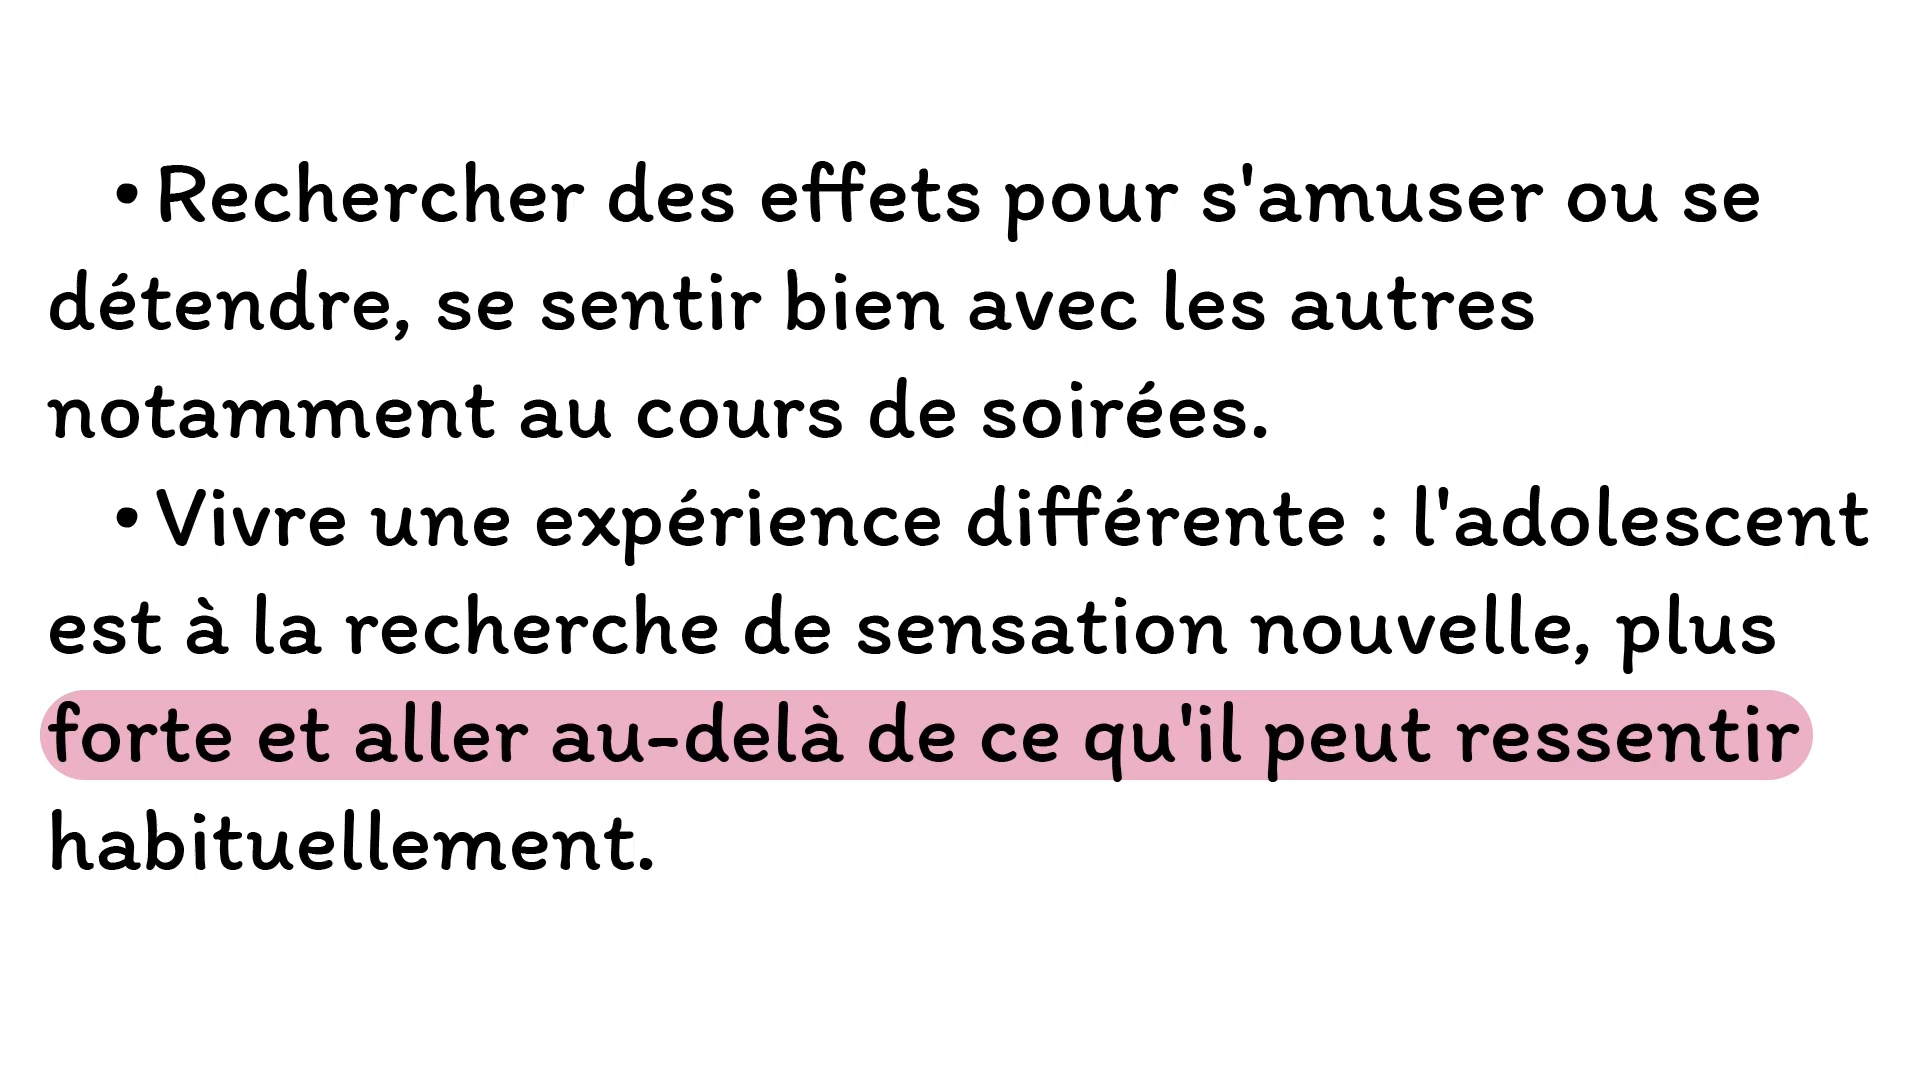 • Rechercher des effets pour s'amuser ou se
détendre, se sentir bien avec les autres
notamment au cours de soirées.
• Vivre une expérience différente : l'adolescent
est à la recherche de sensation nouvelle, plus
forte et aller au-delà de ce qu'il peut ressentir
habituellement.